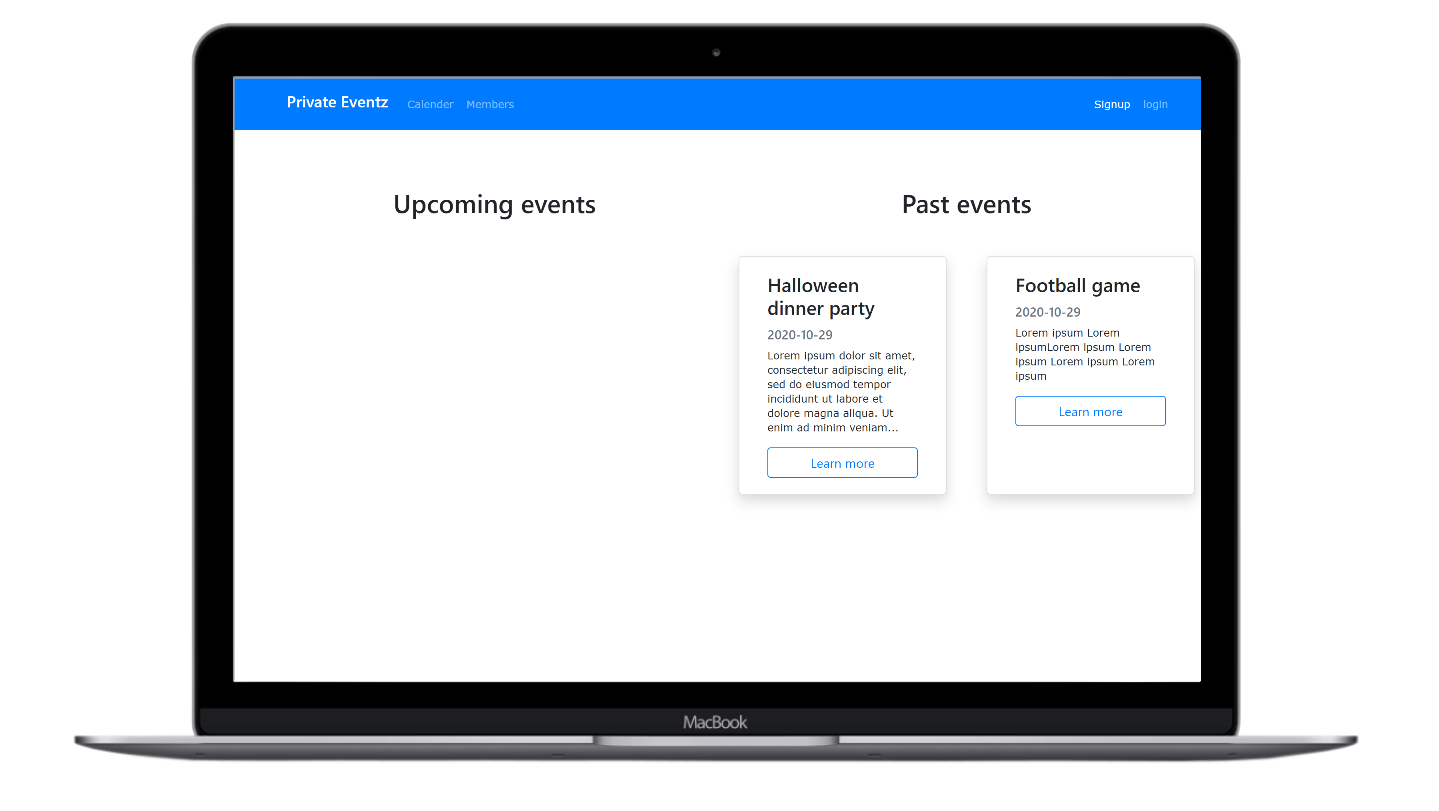 Private Eventz Calender Members Signup login
Upcoming events
Past events
Halloween
dinner party
2020-10-29
Lorem ipsum dolor sit amet,
consectetur adipiscing elit,
sed do eiusmod tempor
incididunt ut labore et
dolore magna aliqua. Ut
enim ad minim veniam...
Learn more
Football game
2020-10-29
Lorem ipsum Lorem
ipsumLorem ipsum Lorem
ipsum Lorem ipsum Lorem
ipsum
Learn more
MacBook